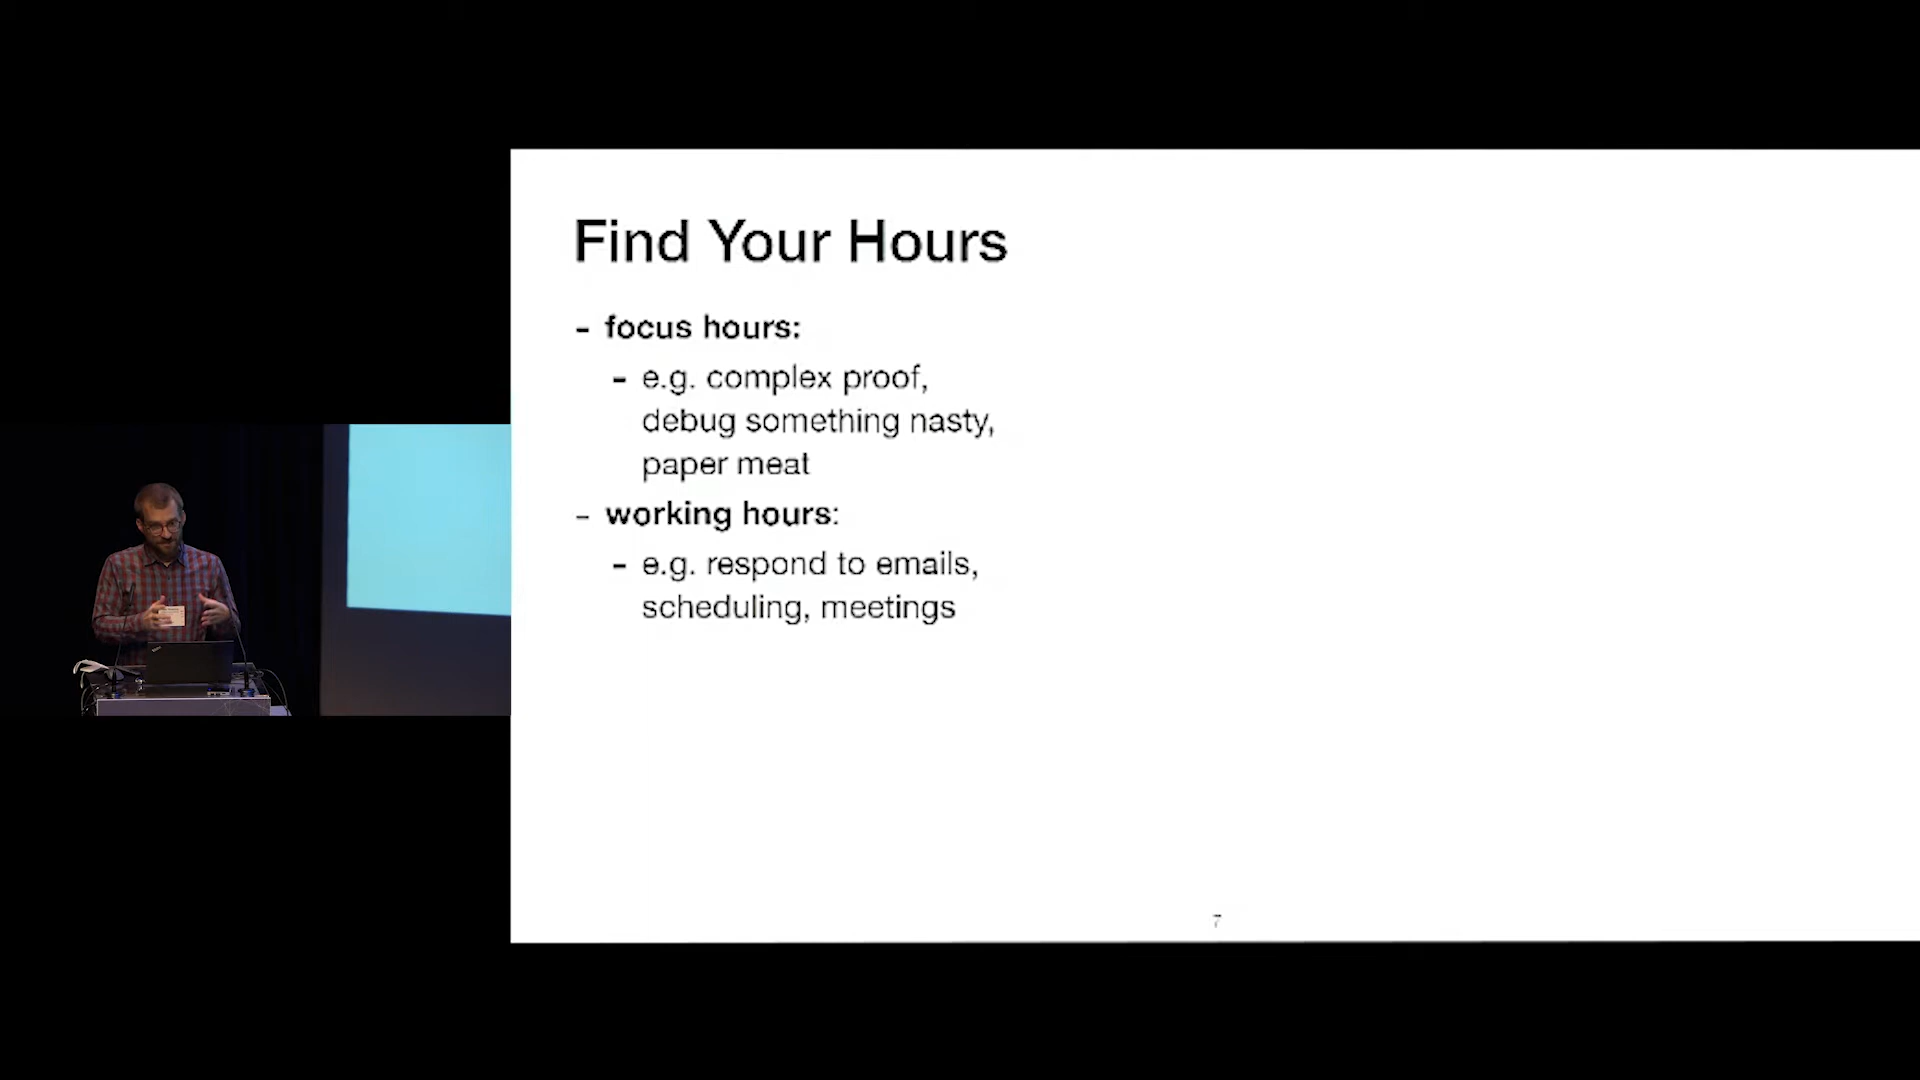 Find Your Hours
- focus hours:
- e.g. complex proof,
debug something nasty,
paper meat
- working hours:
- e.g. respond to emails,
scheduling, meetings
7